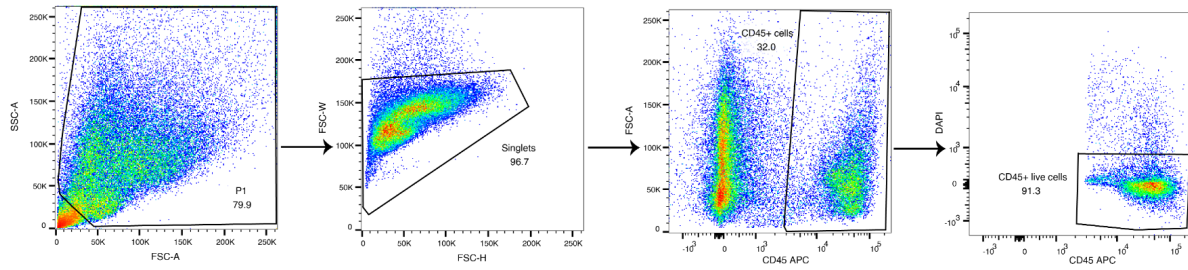 250K
200K
150K
100K
50K
0
SSC-A
P1
79.9
0 50K 100K 150K 200K 250K
FSC-A
250K
200K
150K
100K
50K
0
FSC-W
Singlets
96.7
0 50K 100K 150K 200K 250K
FSC-H
250K
200K
150K
100K
50K
0
FSC-A
CD45+ cells
32.0
-10³ 0 10³ 10⁴ 10⁵
CD45 APC
10⁵
10⁴
10³
0
-10³
DAPI
CD45+ live cells
91.3
-10³ 0 10³ 10⁴ 10⁵
CD45 APC